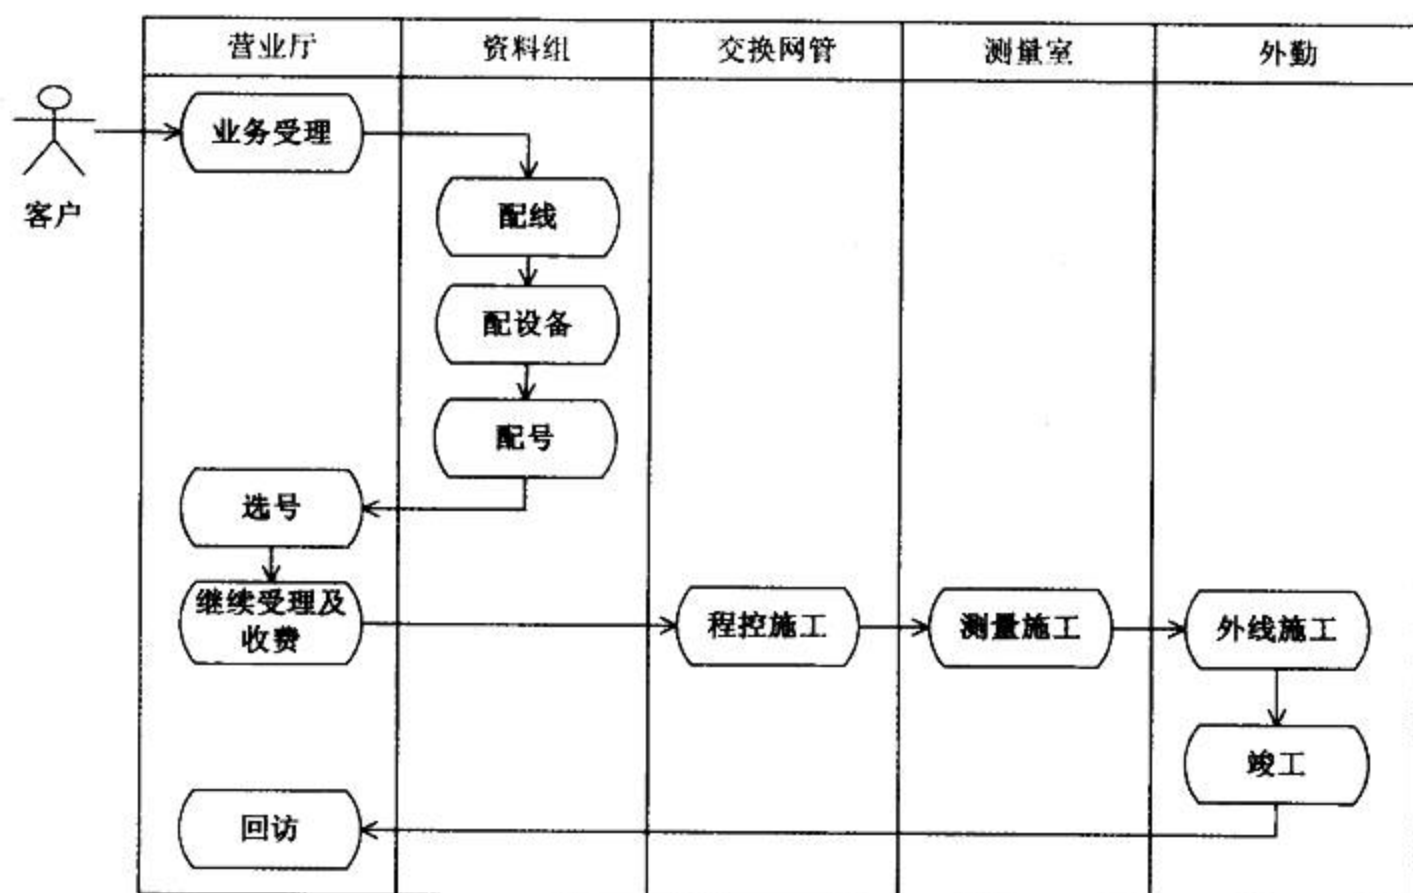 营业厅
资料组
交换网管
测量室
外勤
客户
业务受理
配线
配设备
配号
选号
继续受理及
收费
程控施工
测量施工
外线施工
竣工
回访